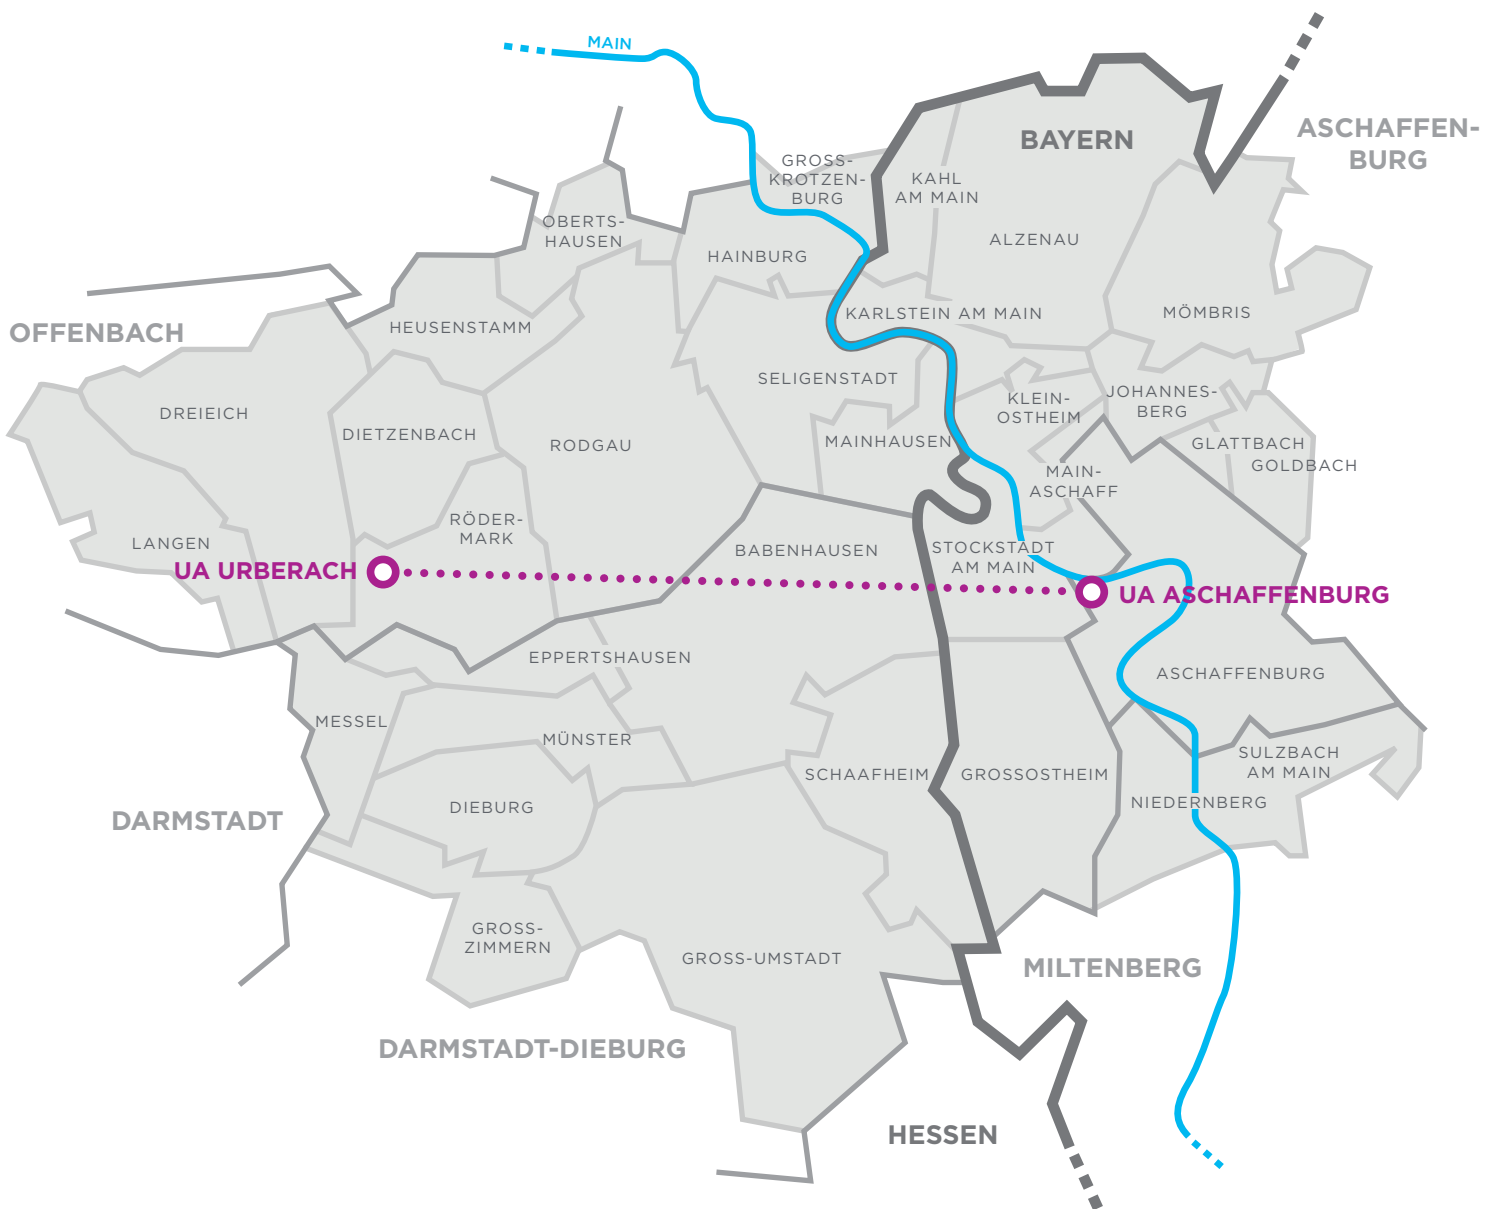 MAIN
ASCHAFFEN-
BURG
BAYERN
GROSS-
KROTZEN-
BURG
KAHL
AM MAIN
OBERTS-
HAUSEN
ALZENAU
HAINBURG
MÖMBRIS
KARLSTEIN AM MAIN
OFFENBACH
HEUSENSTAMM
SELIGENSTADT
JOHANNES-
BERG
KLEIN-
OSTHEIM
DREIEICH
DIETZENBACH
RODGAU
MAINHAUSEN
GLATTBACH
GOLDBACH
MAIN-
ASCHAFF
RÖDER-
MARK
LANGEN
BABENHAUSEN
STOCKSTADT
AM MAIN
UA URBERACH
UA ASCHAFFENBURG
EPPERTSHAUSEN
ASCHAFFENBURG
MESSEL
MÜNSTER
SCHAAFHEIM
GROSSOSTHEIM
SULZBACH
AM MAIN
NIEDERNBERG
DIEBURG
DARMSTADT
GROSS-
ZIMMERN
GROSS-UMSTADT
MILTENBERG
DARMSTADT-DIEBURG
HESSEN